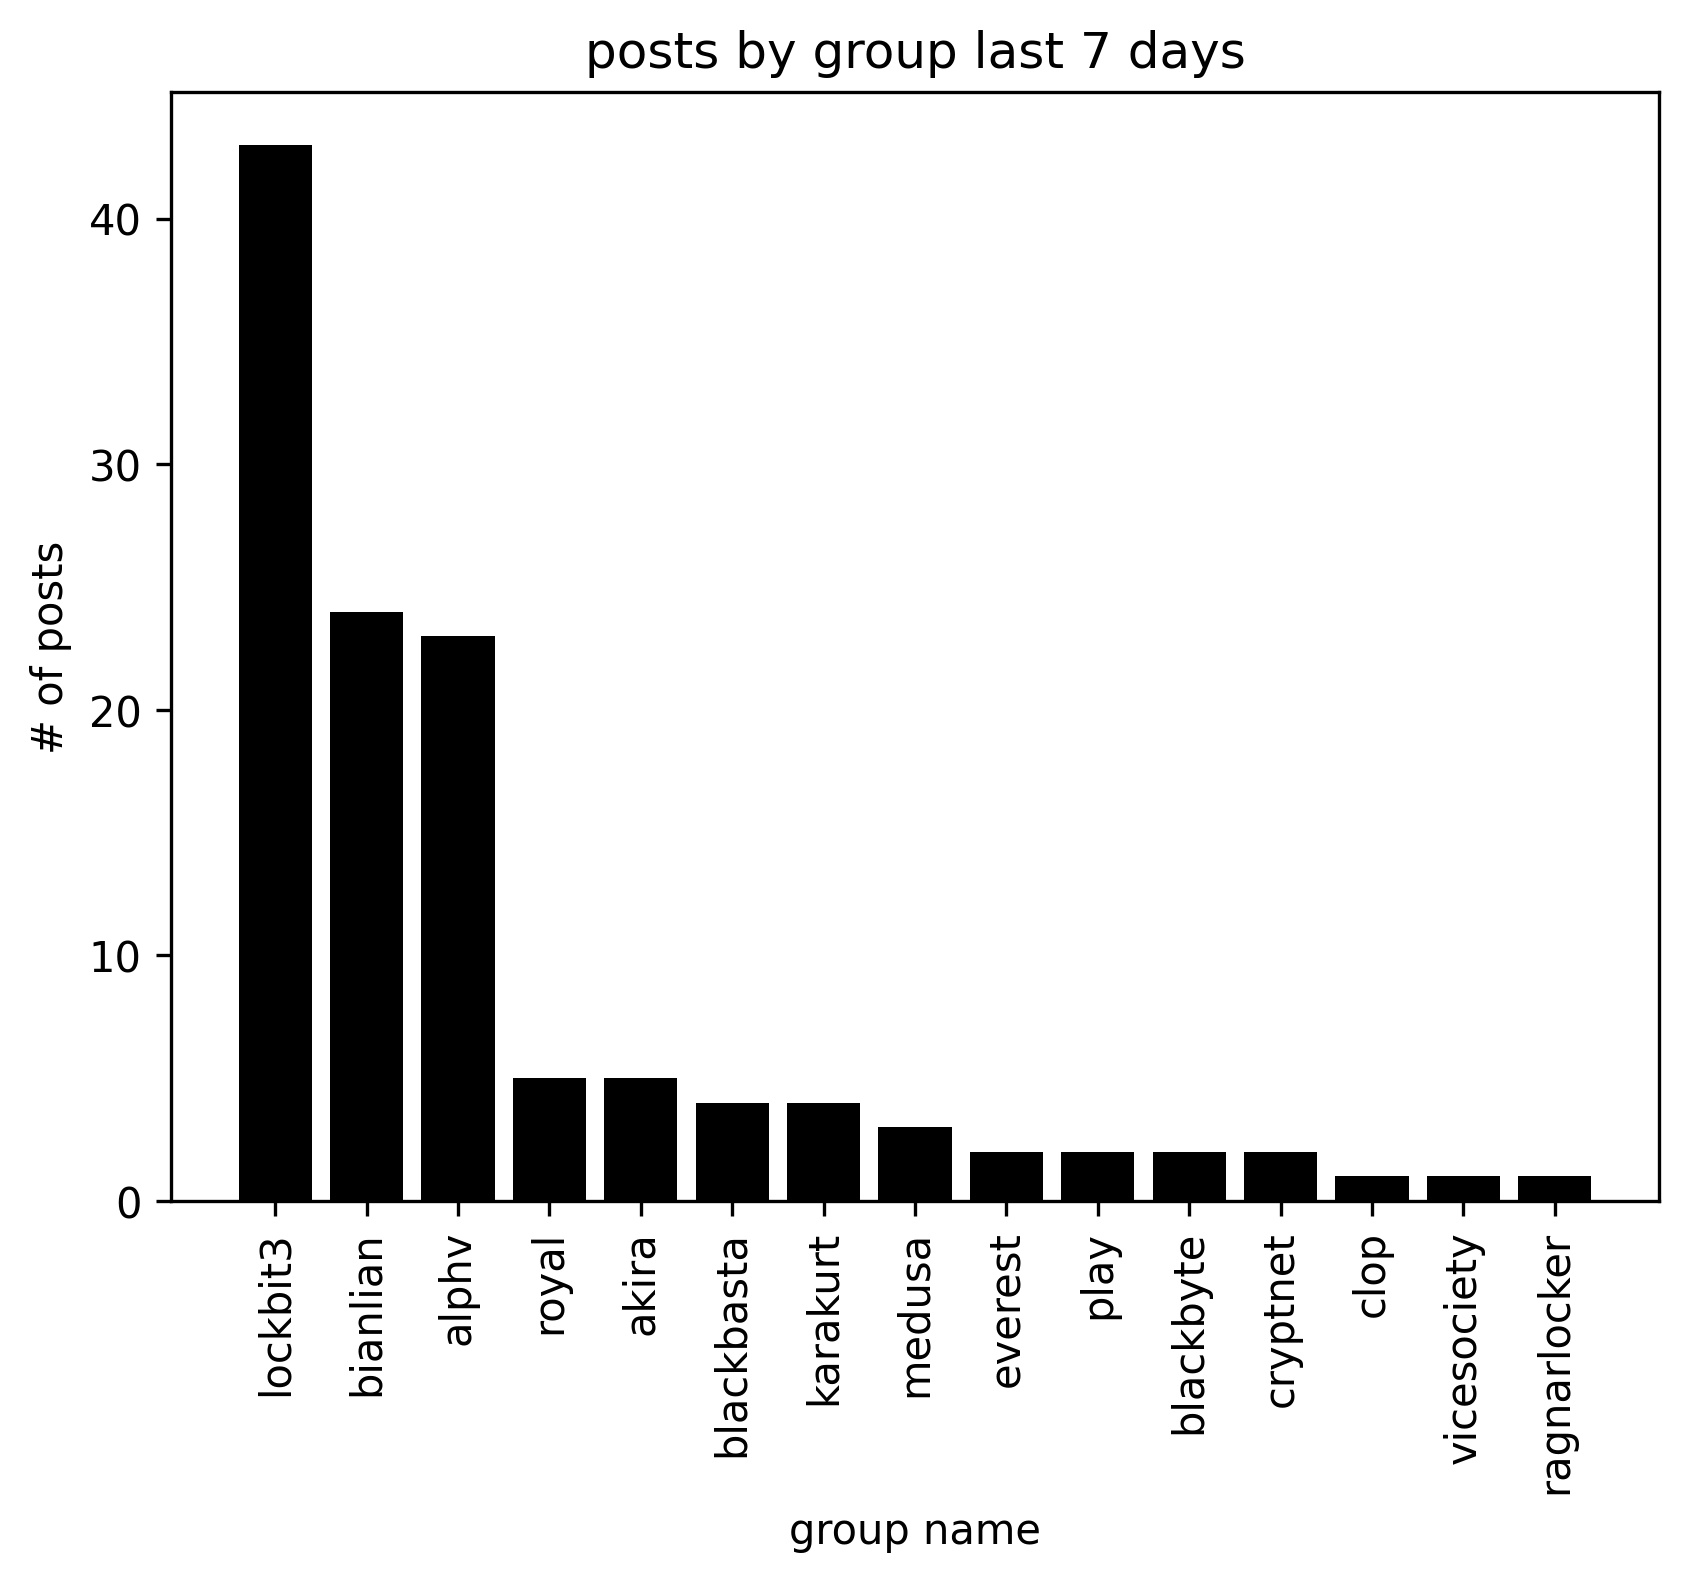 posts by group last 7 days
# of posts
40
30
20
10
0
lockbit3
bianlian
alphv
royal
akira
blackbasta
karakurt
medusa
everest
play
blackbyte
cryptnet
clop
vicesociety
ragnarlocker
group name